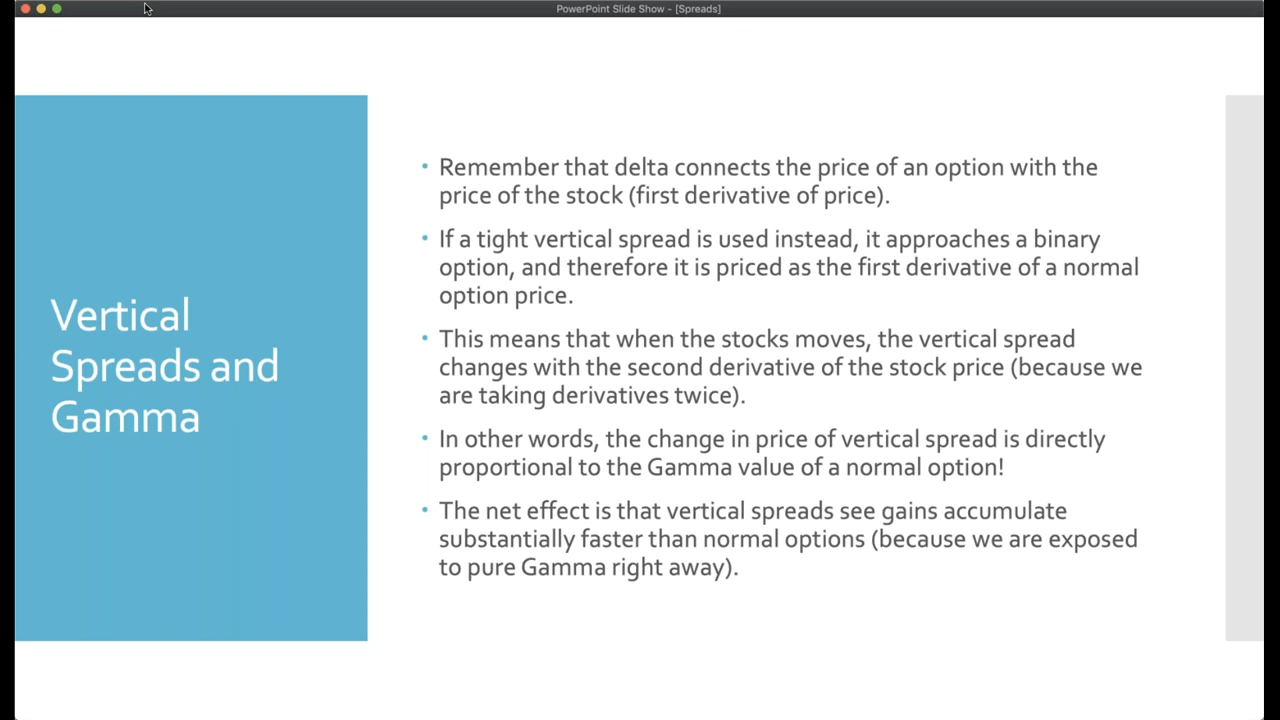 PowerPoint Slide Show - [Spreads]
Vertical
Spreads and
Gamma
• Remember that delta connects the price of an option with the
price of the stock (first derivative of price).
• If a tight vertical spread is used instead, it approaches a binary
option, and therefore it is priced as the first derivative of a normal
option price.
• This means that when the stocks moves, the vertical spread
changes with the second derivative of the stock price (because we
are taking derivatives twice).
• In other words, the change in price of vertical spread is directly
proportional to the Gamma value of a normal option!
• The net effect is that vertical spreads see gains accumulate
substantially faster than normal options (because we are exposed
to pure Gamma right away).